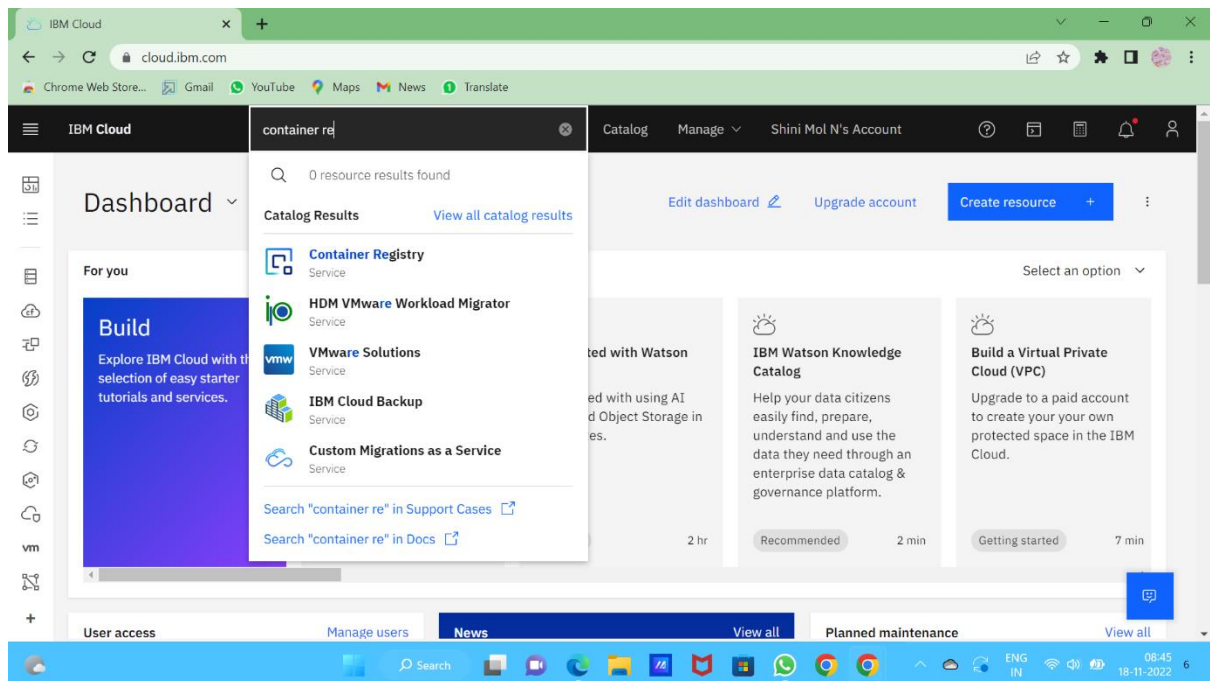 IBM Cloud
cloud.ibm.com
Chrome Web Store... Gmail YouTube Maps News 1 Translate
IBM Cloud container re Catalog Manage Shini Mol N's Account
0 resource results found
Dashboard Edit dashboard Upgrade account Create resource +
Catalog Results View all catalog results
Container Registry
Service
For you Select an option
HDM VMware Workload Migrator
Service
Build
Explore IBM Cloud with th
selection of easy starter
tutorials and services.
vmw VMware Solutions
Service
IBM Cloud Backup
Service
Custom Migrations as a Service
Service
Search "container re" in Support Cases
Search "container re" in Docs
ted with Watson
ed with using AI
d Object Storage in
es.
2 hr
IBM Watson Knowledge
Catalog
Help your data citizens
easily find, prepare,
understand and use the
data they need through an
enterprise data catalog &
governance platform.
Recommended 2 min
Build a Virtual Private
Cloud (VPC)
Upgrade to a paid account
to create your your own
protected space in the IBM
Cloud.
Getting started 7 min
vm
User access Manage users News View all Planned maintenance View all
Search
ENG
IN
08:45
18-11-2022
6